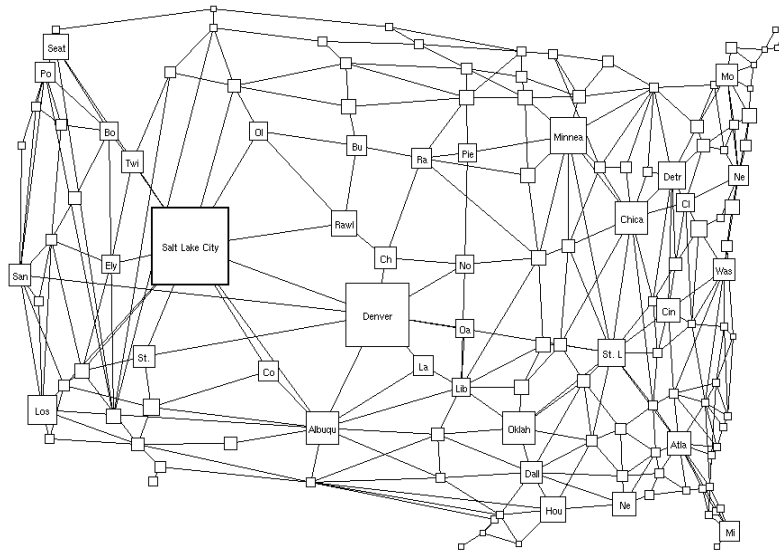 Seat
Po
Mo
Bo
Ol
Minnea
Bu
Pie
Ra
Twi
Detr
Ne
Cl
Chica
Rawl
Salt Lake City
Ch
No
Ely
San
Was
Cin
Denver
Oa
St. L
St.
La
Co
Lib
Los
Albuqu
Oklah
Atla
Dall
Ne
Hou
Mi